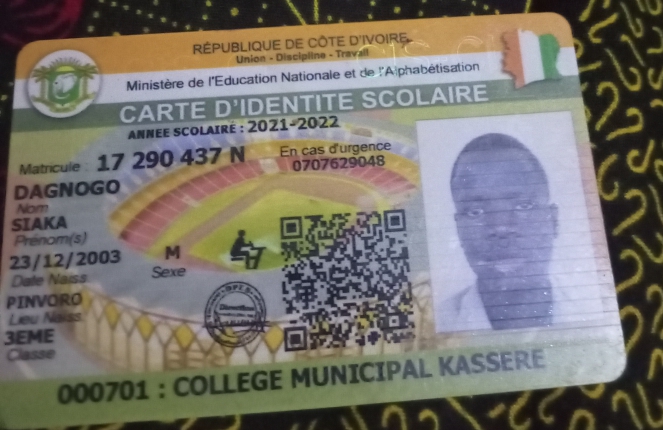 RÉPUBLIQUE DE CÔTE D'IVOIRE
Union - Discipline - Travail
Ministère de l'Education Nationale et de l'Alphabétisation
CARTE D'IDENTITE SCOLAIRE
ANNEE SCOLAIRE : 2021-2022
Matricule : 17 290 437 N
En cas d'urgence
0707629048
DAGNOGO
Nom
SIAKA
Prénom(s)
23/12/2003
Date Naiss
M
Sexe
PINVORO
Lieu Naiss
3EME
Classe
000701 : COLLEGE MUNICIPAL KASSERE